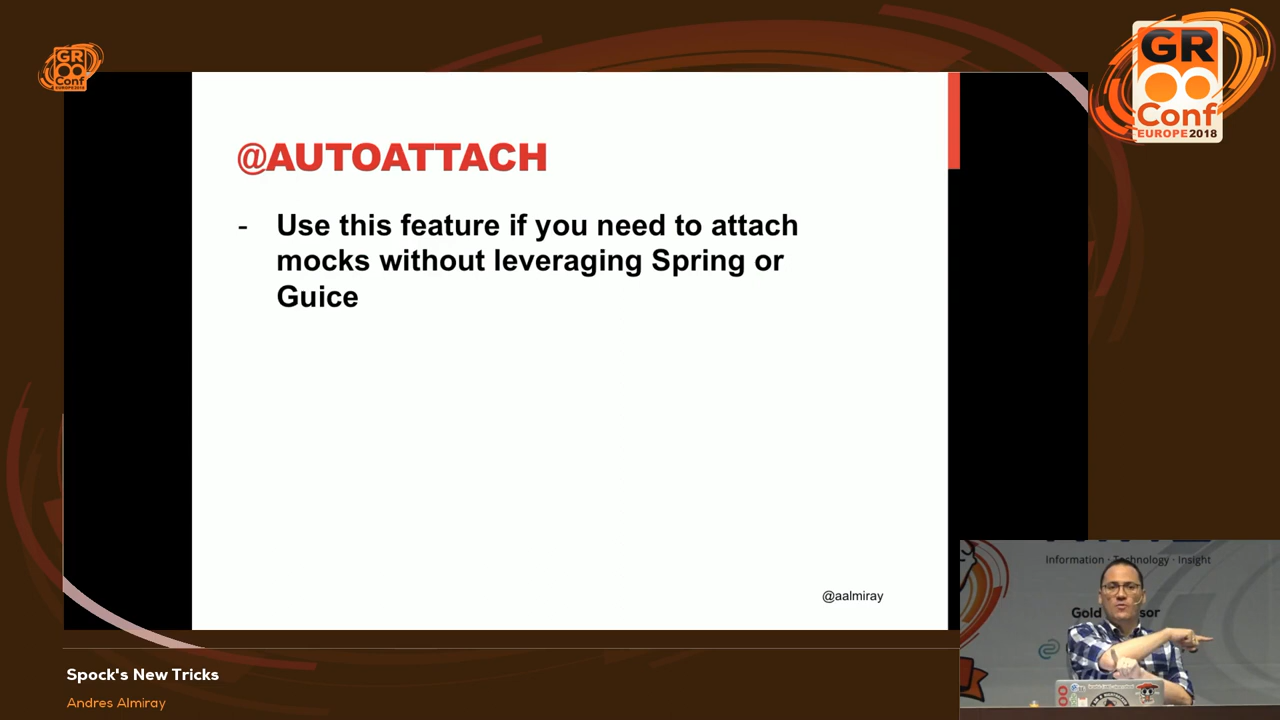 GR
Conf
EUROPE 2018
GR
Conf
EUROPE 2018
@AUTOATTACH
- Use this feature if you need to attach
mocks without leveraging Spring or
Guice
@aalmiray
Information · Technology · Insight
Gold
sor
Spock's New Tricks
Andres Almiray